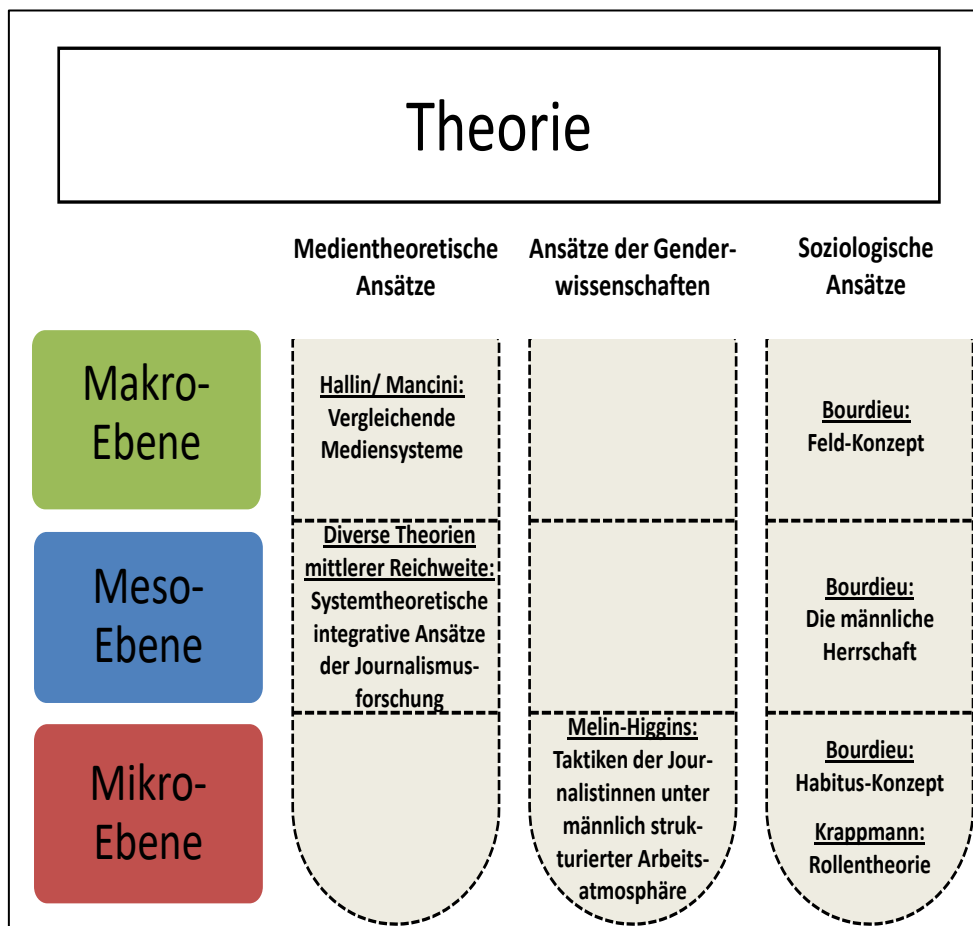 Theorie
Medientheoretische
Ansätze
Ansätze der Gender-
wissenschaften
Soziologische
Ansätze
Makro-
Ebene
Hallin/ Mancini:
Vergleichende
Mediensysteme
Bourdieu:
Feld-Konzept
Meso-
Ebene
Diverse Theorien
mittlerer Reichweite:
Systemtheoretische
integrative Ansätze
der Journalismus-
forschung
Bourdieu:
Die männliche
Herrschaft
Mikro-
Ebene
Melin-Higgins:
Taktiken der Jour-
nalistinnen unter
männlich struk-
turierter Arbeits-
atmosphäre
Bourdieu:
Habitus-Konzept
Krappmann:
Rollentheorie